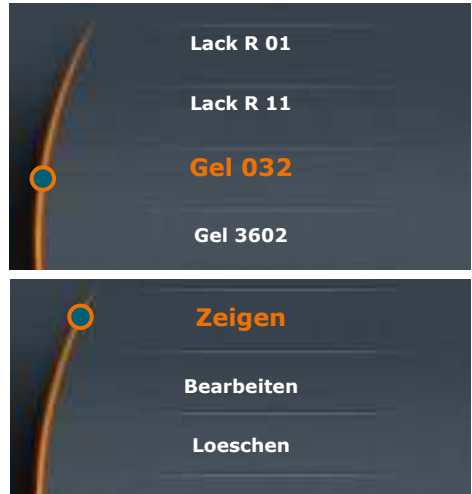 Lack R 01
Lack R 11
Gel 032
Gel 3602
Zeigen
Bearbeiten
Loeschen